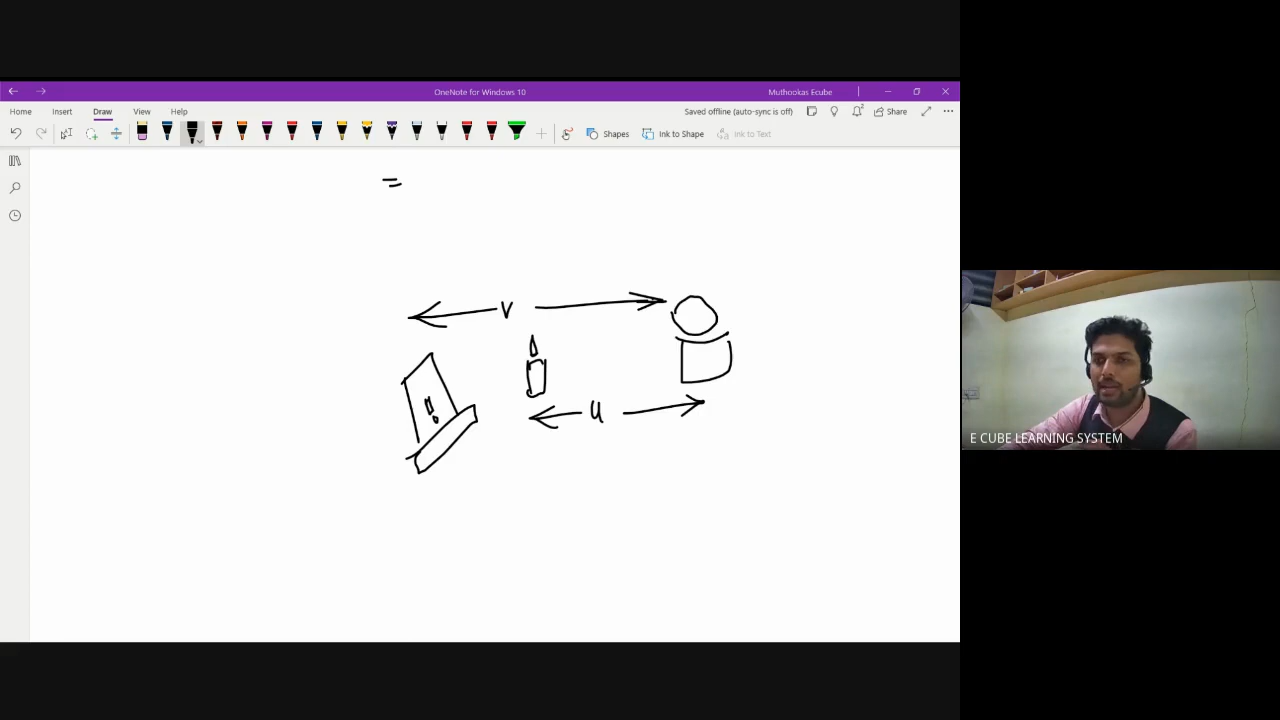 OneNote for Windows 10
Muthookas Ecube
Home Insert Draw View Help
Saved offline (auto-sync is off)
Share
Shapes
Ink to Shape
Ink to Text
=
v
u
E CUBE LEARNING SYSTEM